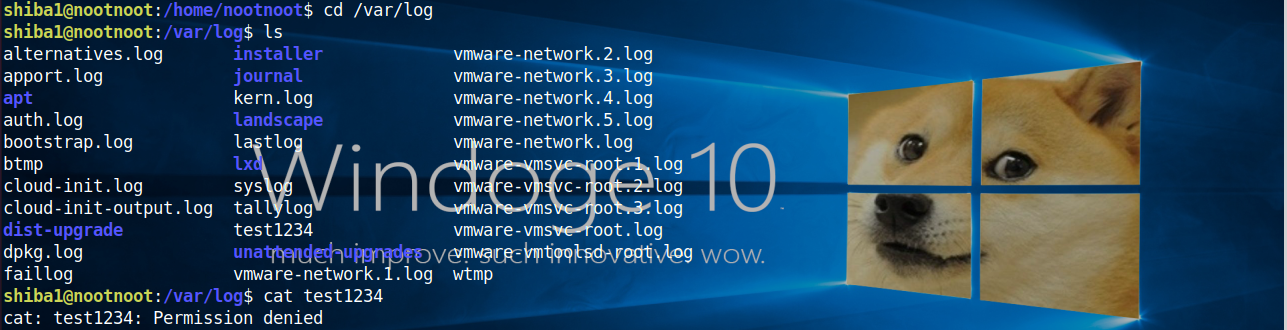 shiba1@nootnoot:/home/nootnoot$ cd /var/log
shiba1@nootnoot:/var/log$ ls
alternatives.log installer vmware-network.2.log
apport.log journal vmware-network.3.log
apt kern.log vmware-network.4.log
auth.log landscape vmware-network.5.log
bootstrap.log lastlog vmware-network.log
btmp lxd vmware-vmsvc-root.1.log
cloud-init.log syslog vmware-vmsvc-root.2.log
cloud-init-output.log tallylog vmware-vmsvc-root.3.log
dist-upgrade test1234 vmware-vmsvc-root.log
dpkg.log unattended-upgrades vmware-vmtoolsd-root.log
faillog vmware-network.1.log wtmp
shiba1@nootnoot:/var/log$ cat test1234
cat: test1234: Permission denied
Windoge 10
much improve. such innovative. wow.